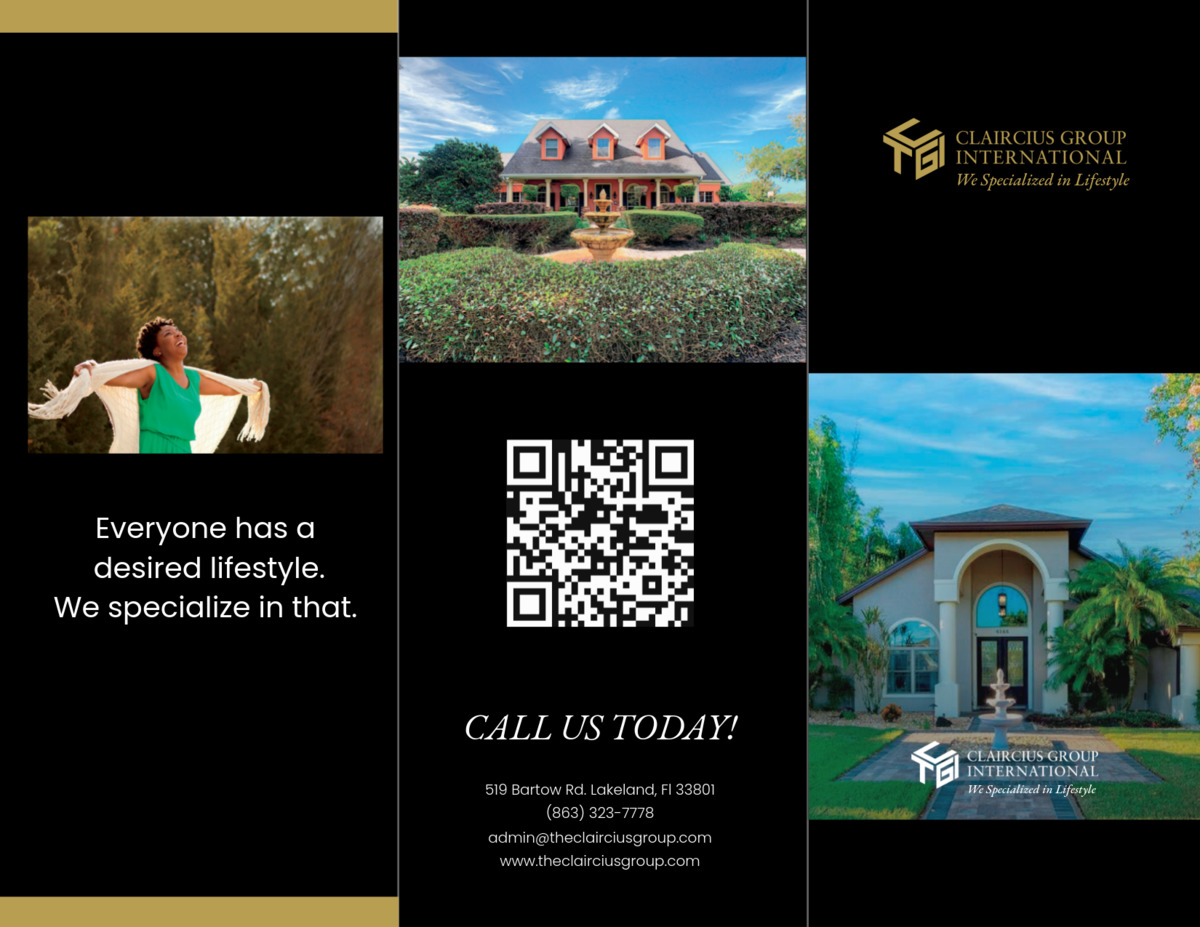 Everyone has a
desired lifestyle.
We specialize in that.
CALL US TODAY!
519 Bartow Rd. Lakeland, Fl 33801
(863) 323-7778
admin@theclairciusgroup.com
www.theclairciusgroup.com
CLAIRCIUS GROUP
INTERNATIONAL
We Specialized in Lifestyle
CLAIRCIUS GROUP
INTERNATIONAL
We Specialized in Lifestyle